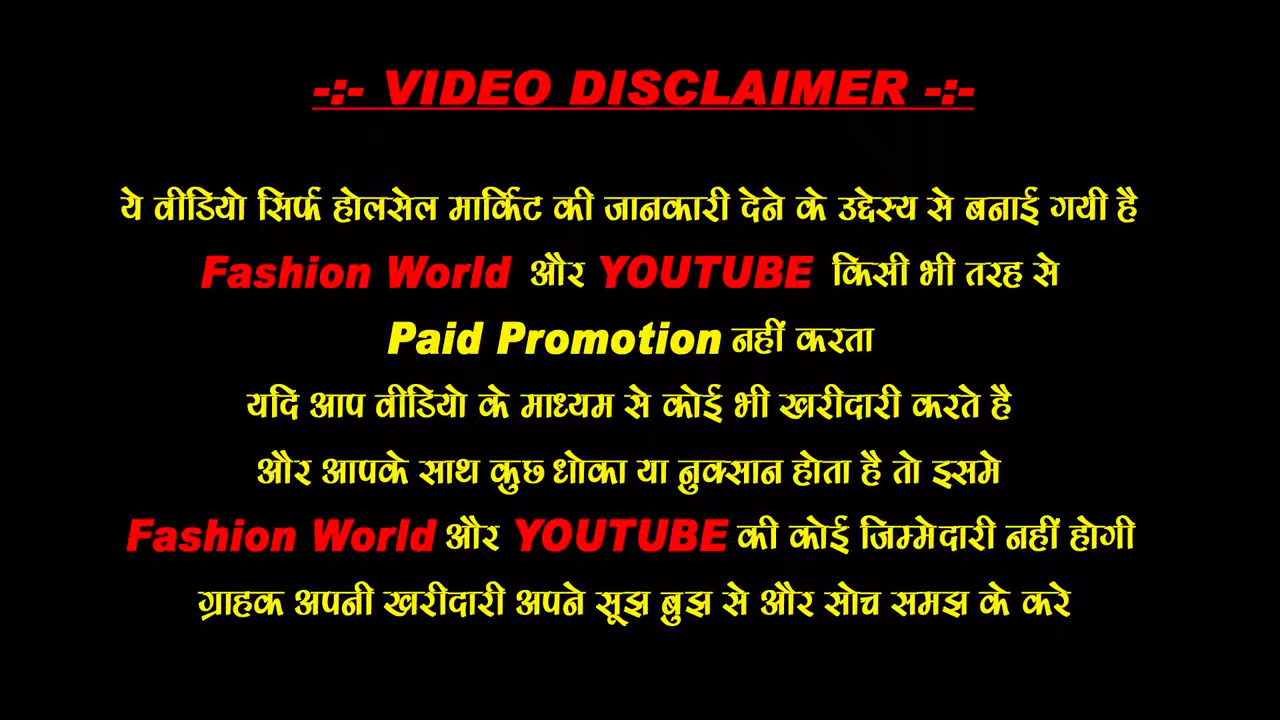 -:- VIDEO DISCLAIMER -:-
ये वीडियो सिर्फ होलसेल मार्किट की जानकारी देने के उद्देस्य से बनाई गयी है
Fashion World और YOUTUBE किसी भी तरह से
Paid Promotion नहीं करता
यदि आप वीडियो के माध्यम से कोई भी खरीदारी करते है
और आपके साथ कुछ धोका या नुक्सान होता है तो इसमे
Fashion World और YOUTUBE की कोई जिम्मेदारी नहीं होगी
ग्राहक अपनी खरीदारी अपने सूझ बुझ से और सोच समझ के करे